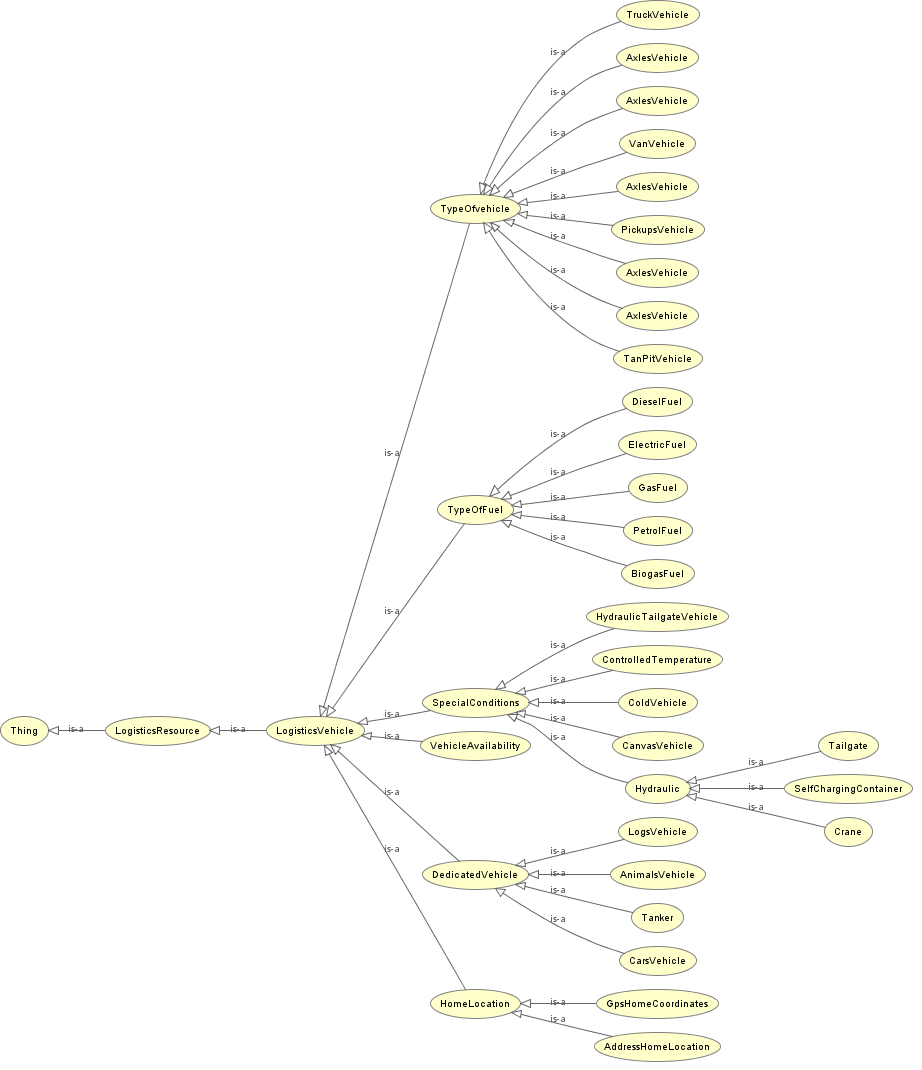 TruckVehicle
is-a
AxlesVehicle
is-a
AxlesVehicle
is-a
VanVehicle
is-a
AxlesVehicle
is-a
TypeOfvehicle
is-a
PickupsVehicle
is-a
AxlesVehicle
is-a
AxlesVehicle
is-a
TanPitVehicle
DieselFuel
is-a
ElectricFuel
is-a
is-a
GasFuel
is-a
TypeOfFuel
is-a
PetrolFuel
is-a
BiogasFuel
is-a
HydraulicTailgateVehicle
is-a
ControlledTemperature
is-a
SpecialConditions
is-a
ColdVehicle
is-a
is-a
Thing
is-a
LogisticsResource
is-a
LogisticsVehicle
is-a
VehicleAvailability
CanvasVehicle
Tailgate
is-a
Hydraulic
is-a
SelfChargingContainer
is-a
is-a
Crane
LogsVehicle
is-a
is-a
DedicatedVehicle
is-a
AnimalsVehicle
is-a
Tanker
is-a
CarsVehicle
HomeLocation
is-a
GpsHomeCoordinates
is-a
AddressHomeLocation